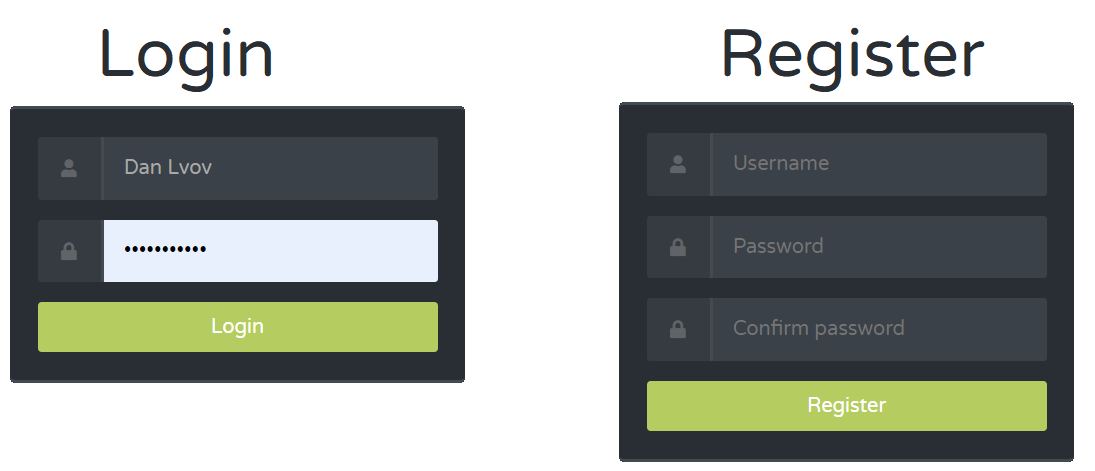 Login
Dan Lvov
•••••••••••
Login
Register
Username
Password
Confirm password
Register